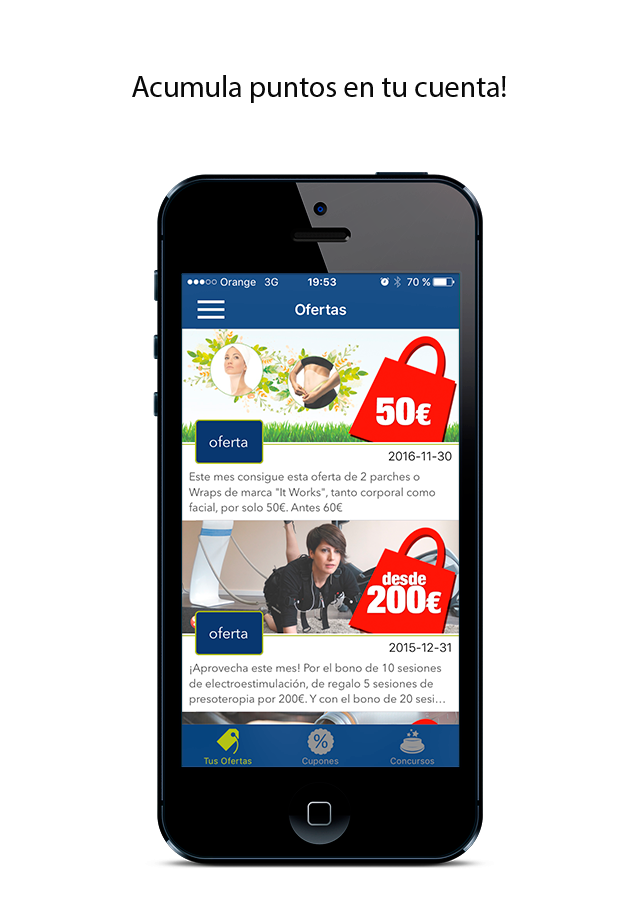 Acumula puntos en tu cuenta!
Orange 3G 19:53 70 %
Ofertas
50€
oferta
2016-11-30
Este mes consigue esta oferta de 2 parches o
Wraps de marca "It Works", tanto corporal como
facial, por solo 50€. Antes 60€
desde
200€
oferta
2015-12-31
¡Aprovecha este mes! Por el bono de 10 sesiones
de electroestimulación, de regalo 5 sesiones de
presoterapia por 200€. Y con el bono de 20 sesi...
Tus Ofertas Cupones Concursos